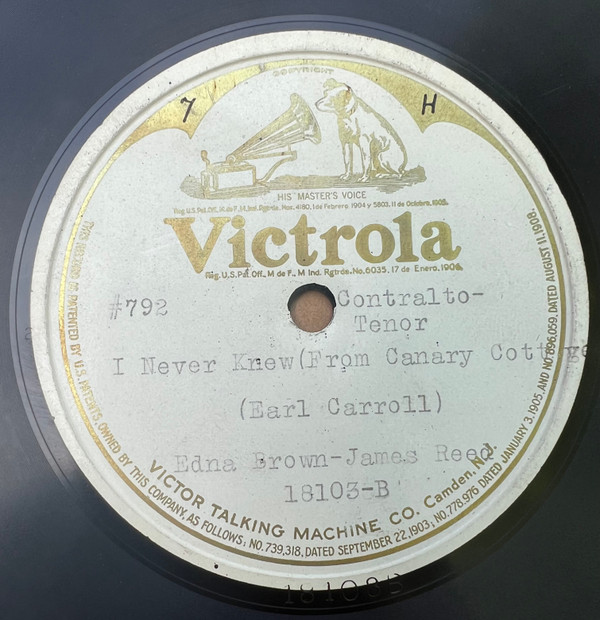 COPYRIGHT
7 H
HIS MASTER'S VOICE
Reg. U.S. Pat. Off., M. de F., M. Ind. Rgtrde. Nos. 4180, 1 de Febrero 1904 y 5803, 11 de Octubre, 1905.
Victrola
Reg. U.S. Pat. Off., M de F., M Ind. Rgtrde. No. 6035. 17 de Enero, 1906.
#792 Contralto-
Tenor
I Never Knew(From Canary Cottage
(Earl Carroll)
Edna Brown-James Reed
18103-B
VICTOR TALKING MACHINE CO. Camden, N.J.
THIS RECORD IS PATENTED BY U.S. PATENTS, OWNED BY THIS COMPANY, AS FOLLOWS: NO. 739,318, DATED SEPTEMBER 22, 1903; NO. 778,976 DATED JANUARY 3, 1905, AND NO. 896,059, DATED AUGUST 11, 1908.
18103B